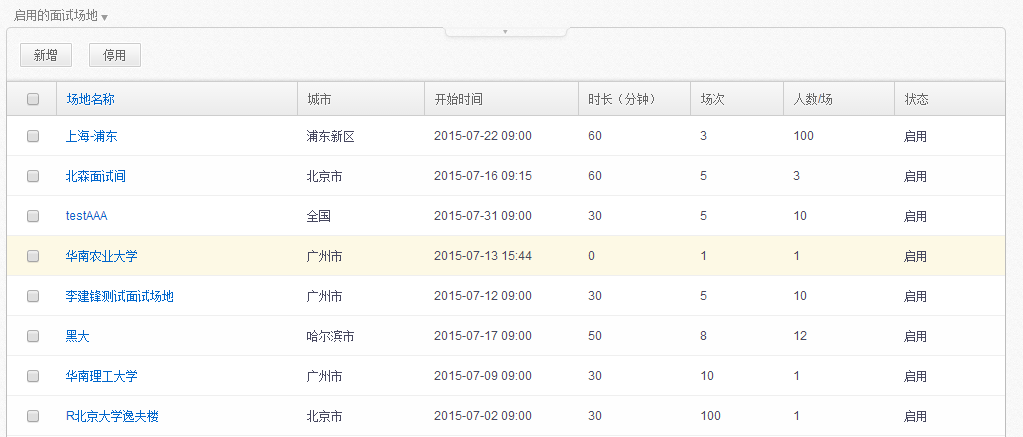 启用的面试场地
新增 停用
场地名称 城市 开始时间 时长（分钟） 场次 人数/场 状态
上海-浦东 浦东新区 2015-07-22 09:00 60 3 100 启用
北森面试间 北京市 2015-07-16 09:15 60 5 3 启用
testAAA 全国 2015-07-31 09:00 30 5 10 启用
华南农业大学 广州市 2015-07-13 15:44 0 1 1 启用
李建锋测试面试场地 广州市 2015-07-12 09:00 30 5 10 启用
黑大 哈尔滨市 2015-07-17 09:00 50 8 12 启用
华南理工大学 广州市 2015-07-09 09:00 30 10 1 启用
R北京大学逸夫楼 北京市 2015-07-02 09:00 30 100 1 启用